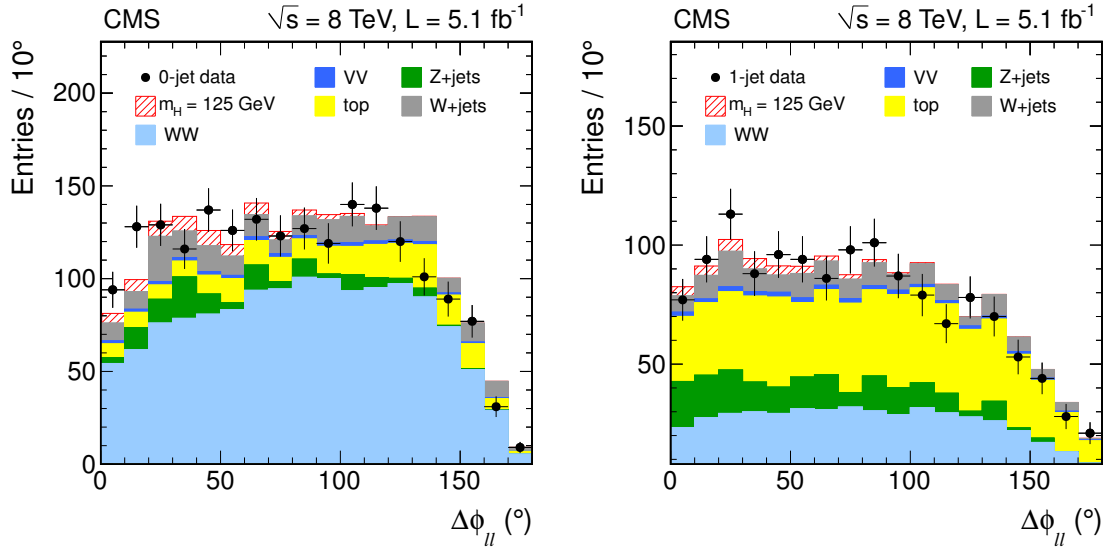 CMS √s = 8 TeV, L = 5.1 fb⁻¹
Entries / 10°
200
150
100
50
0
0-jet data
m_H = 125 GeV
WW
VV
top
Z+jets
W+jets
0 50 100 150
Δϕ_ll (°)
CMS √s = 8 TeV, L = 5.1 fb⁻¹
Entries / 10°
150
100
50
1-jet data
m_H = 125 GeV
WW
VV
top
Z+jets
W+jets
0 50 100 150
Δϕ_ll (°)